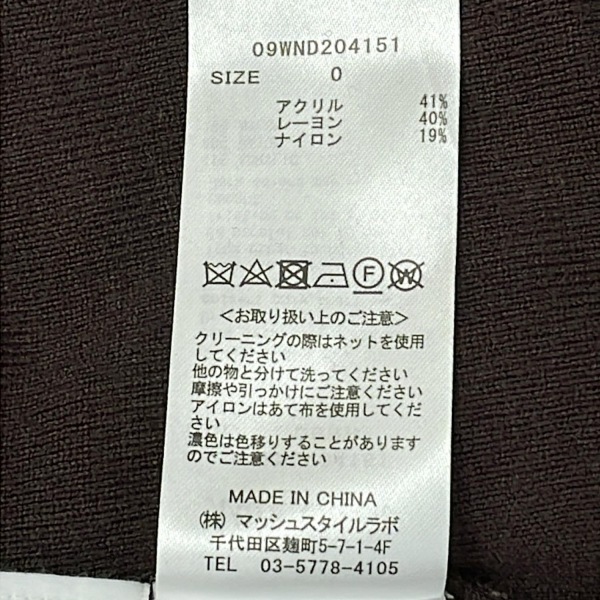 09WND204151
SIZE 0
アクリル 41%
レーヨン 40%
ナイロン 19%
F W
<お取り扱い上のご注意>
クリーニングの際はネットを使用
してください
他の物と分けて洗ってください
摩擦や引っかけにご注意ください
アイロンはあて布を使用してくだ
さい
濃色は色移りすることがあります
のでご注意ください
MADE IN CHINA
(株) マッシュスタイルラボ
千代田区麹町5-7-1-4F
TEL 03-5778-4105